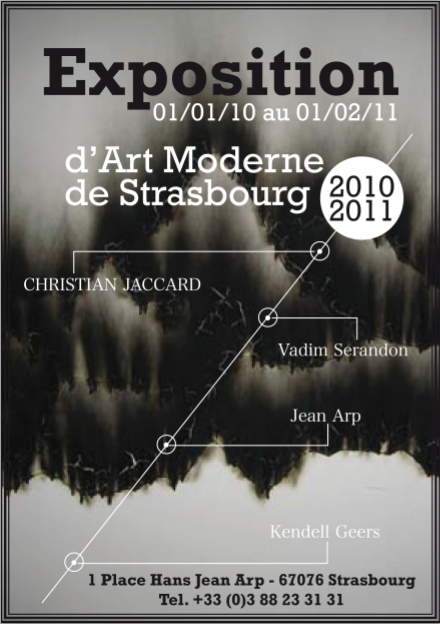 Exposition
01/01/10 au 01/02/11
d'Art Moderne
de Strasbourg
2010
2011
CHRISTIAN JACCARD
Vadim Serandon
Jean Arp
Kendell Geers
1 Place Hans Jean Arp - 67076 Strasbourg
Tel. +33 (0)3 88 23 31 31